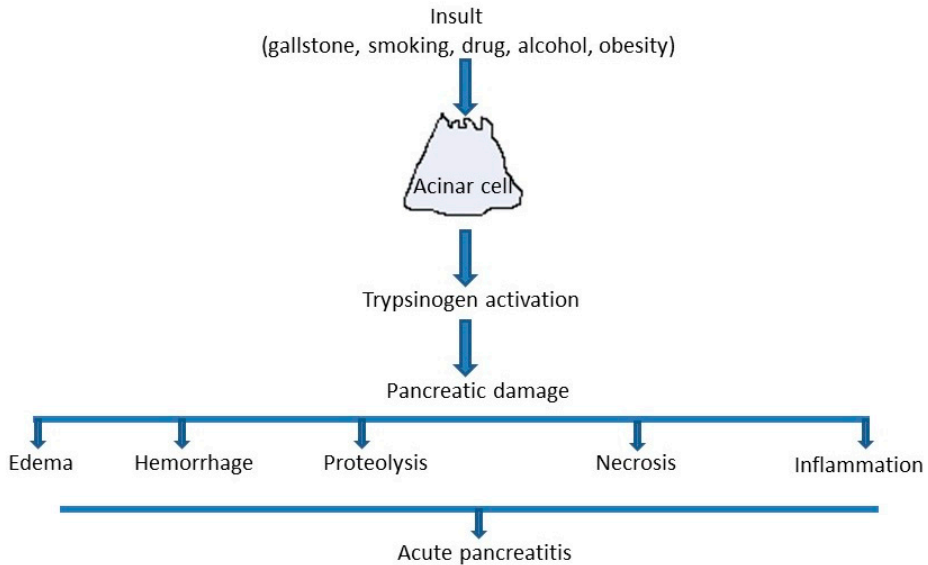 Insult
(gallstone, smoking, drug, alcohol, obesity)
Acinar cell
Trypsinogen activation
Pancreatic damage
Edema Hemorrhage Proteolysis Necrosis Inflammation
Acute pancreatitis